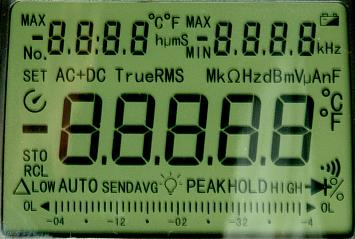 MAX -8.8:8.8 °C°F MAX
No. hµmS MIN -8.8.8.8 kHz
SET AC+DC TrueRMS MkΩHzdBmVµAnF
-8.8.8.8.8 °C °F
STO
RCL
△LOW AUTO SENDAVG PEAKHOLD HIGH %
OL OL
-04 -12 -02 -32 -4